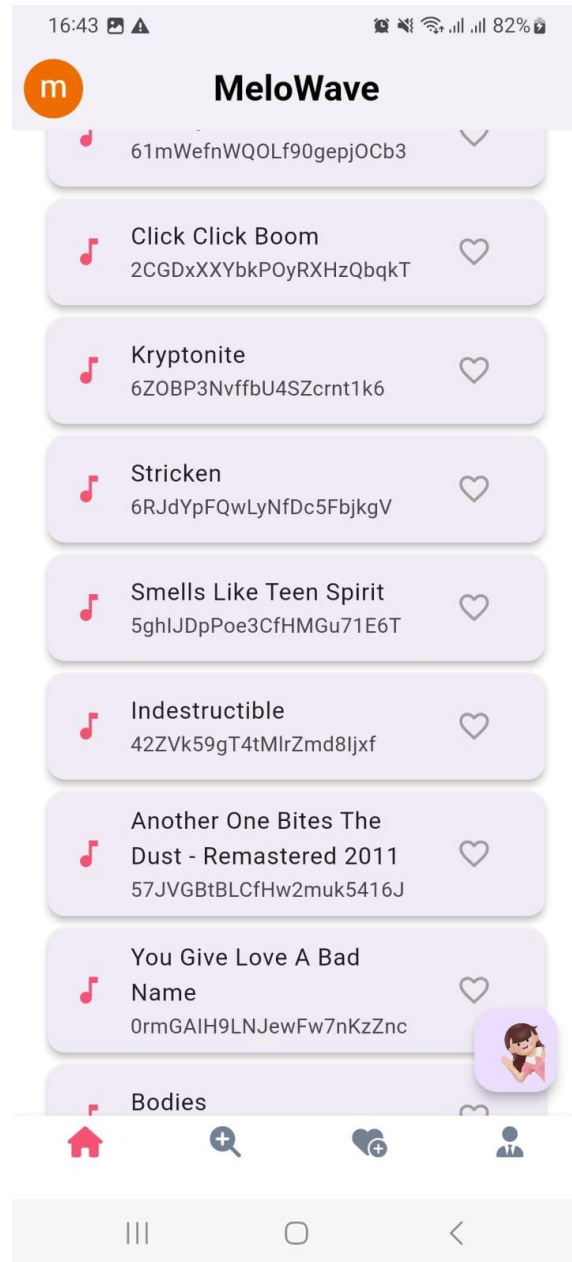 16:43
82%
m
MeloWave
61mWefnWQOLf90gepjOCb3
Click Click Boom
2CGDxXXYbkPOyRXHzQbqkT
Kryptonite
6ZOBP3NvffbU4SZcrnt1k6
Stricken
6RJdYpFQwLyNfDc5FbjkgV
Smells Like Teen Spirit
5ghIJDpPoe3CfHMGu71E6T
Indestructible
42ZVk59gT4tMlrZmd8Ijxf
Another One Bites The
Dust - Remastered 2011
57JVGBtBLCfHw2muk5416J
You Give Love A Bad
Name
0rmGAIH9LNJewFw7nKzZnc
Bodies